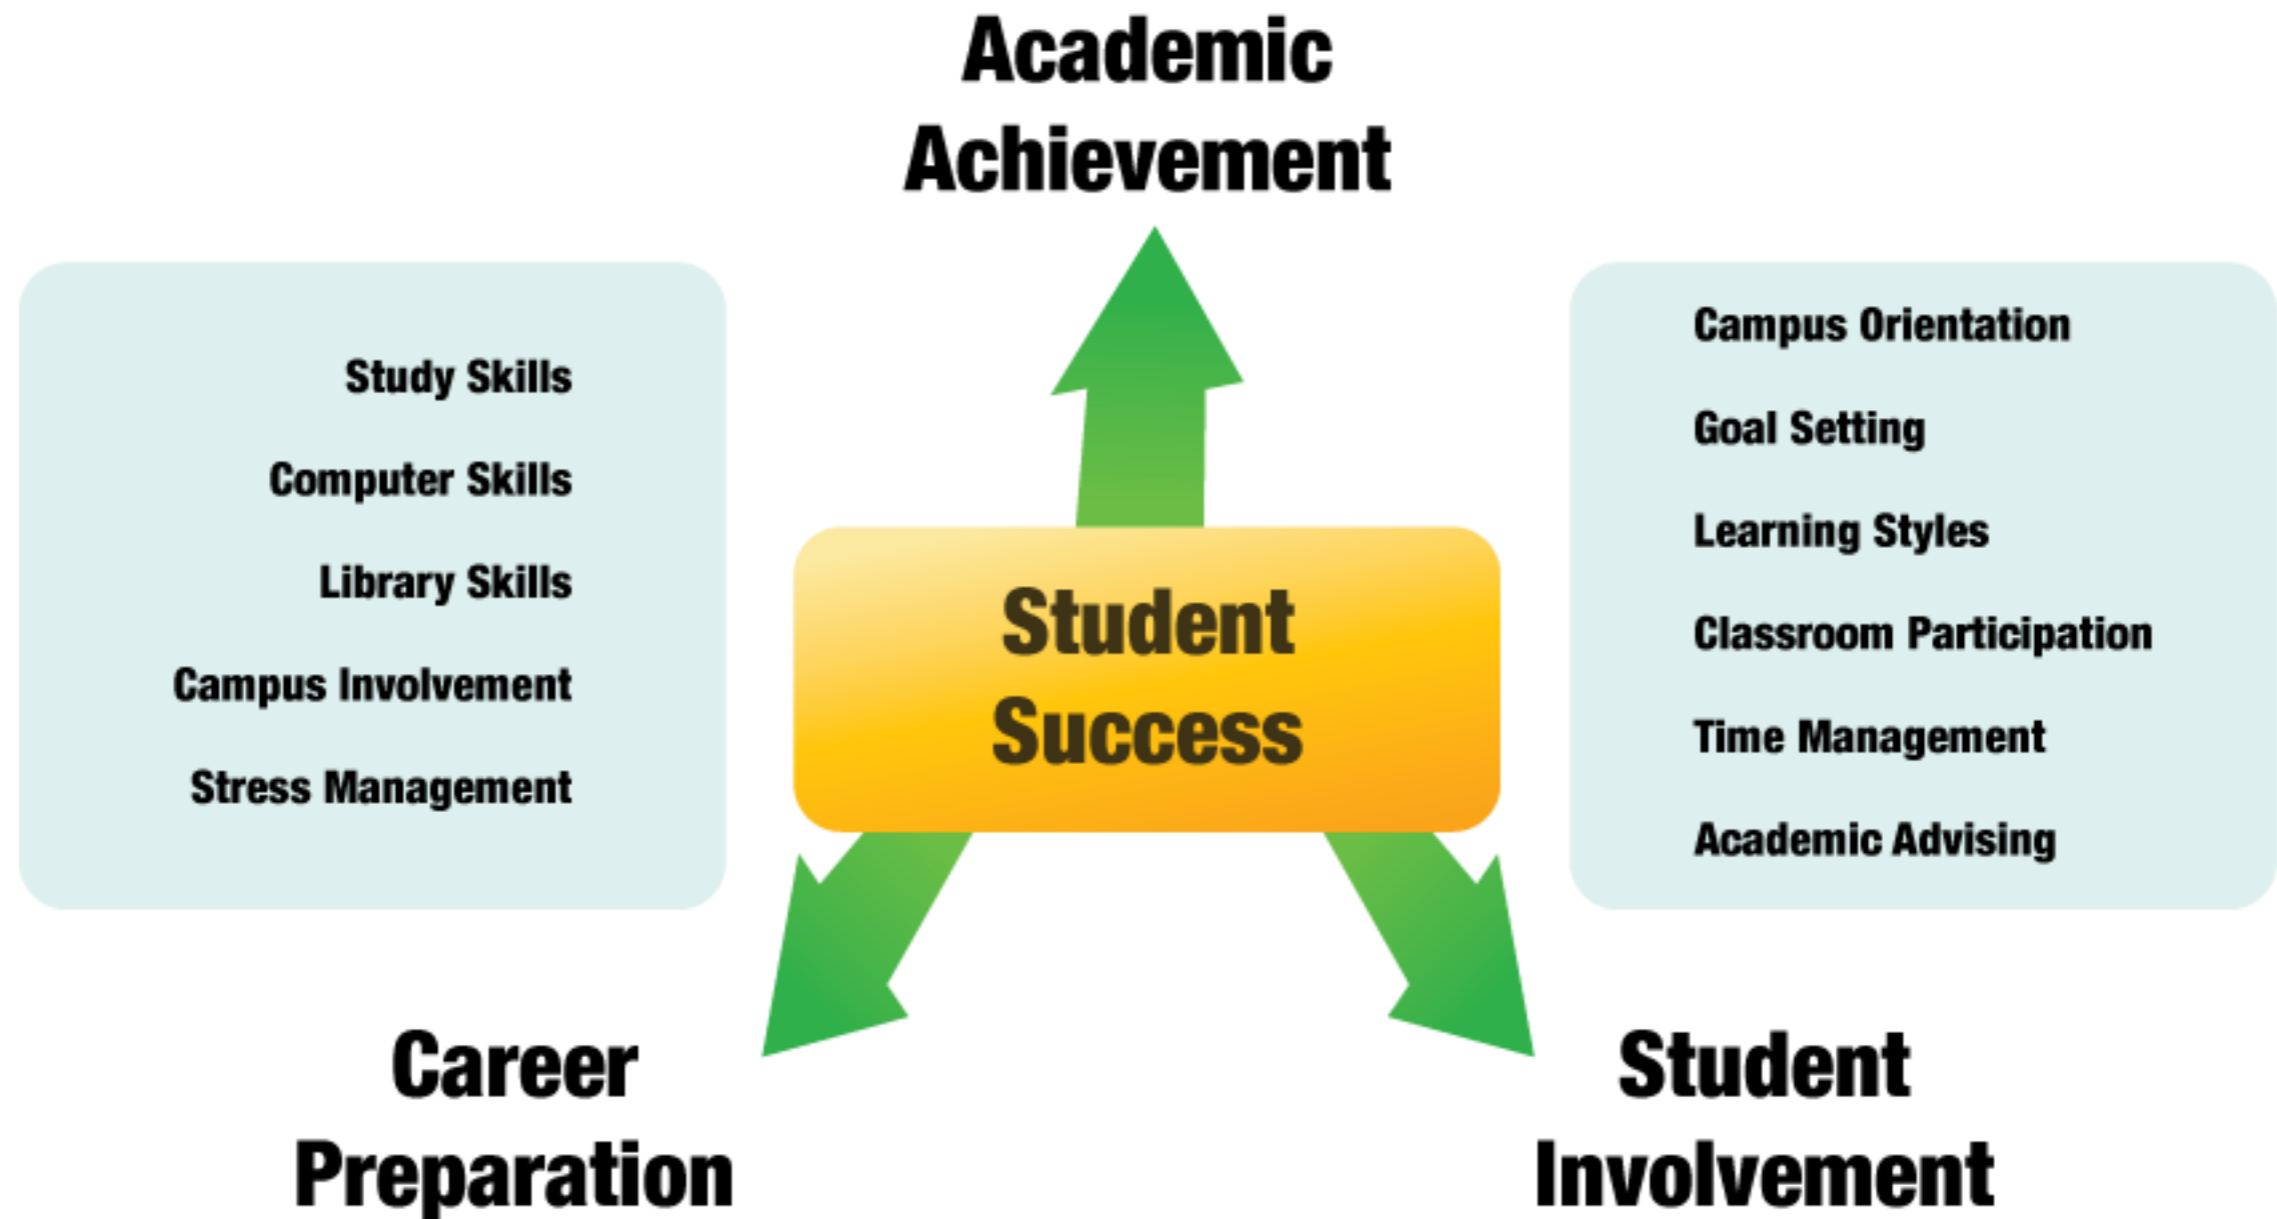 Academic
Achievement
Study Skills
Computer Skills
Library Skills
Campus Involvement
Stress Management
Student
Success
Campus Orientation
Goal Setting
Learning Styles
Classroom Participation
Time Management
Academic Advising
Career
Preparation
Student
Involvement